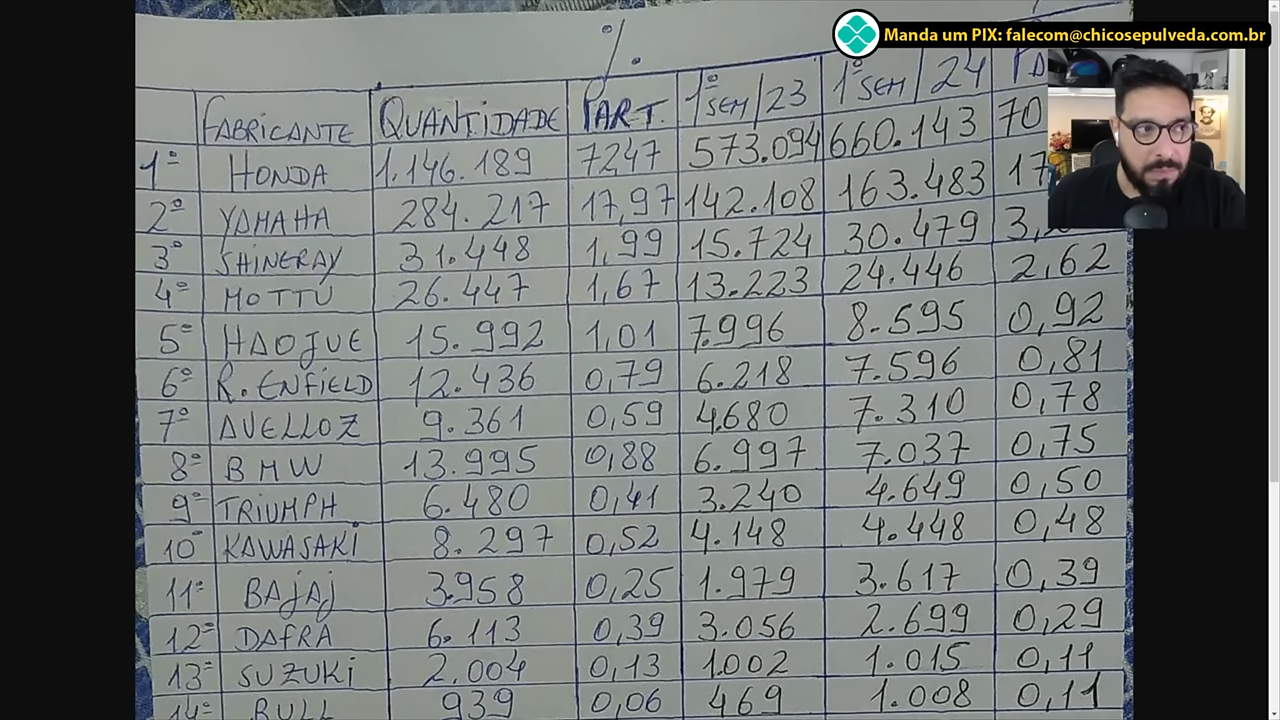 Manda um PIX: falecom@chicosepulveda.com.br
%
FABRICANTE QUANTIDADE PART. 1º SEM/23 1º SEM/24
1º HONDA 1.146.189 7247 573.094 660.143 70
2º YAMAHA 284.217 17,97 142.108 163.483 17
3º SHINERAY 31.448 1,99 15.724 30.479 3,
4º MOTTU 26.447 1,67 13.223 24.446 2,62
5º HAOJUE 15.992 1,01 7.996 8.595 0,92
6º R. ENFIELD 12.436 0,79 6.218 7.596 0,81
7º AVELLOZ 9.361 0,59 4.680 7.310 0,78
8º BMW 13.995 0,88 6.997 7.037 0,75
9º TRIUMPH 6.480 0,41 3.240 4.649 0,50
10º KAWASAKI 8.297 0,52 4.148 4.448 0,48
11º BAJAJ 3.958 0,25 1.979 3.617 0,39
12º DAFRA 6.113 0,39 3.056 2.699 0,29
13º SUZUKI 2.004 0,13 1.002 1.015 0,11
14º BULL 939 0,06 469 1.008 0,11